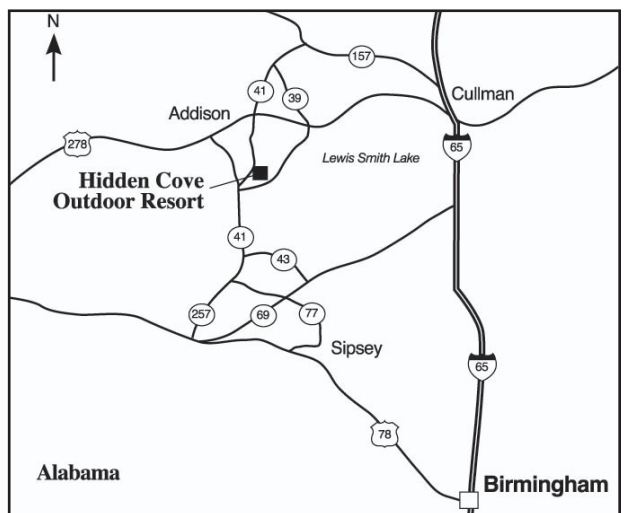 N
157
41
39
Cullman
Addison
278
65
Lewis Smith Lake
Hidden Cove
Outdoor Resort
41
43
257
69
77
Sipsey
65
78
Alabama
Birmingham